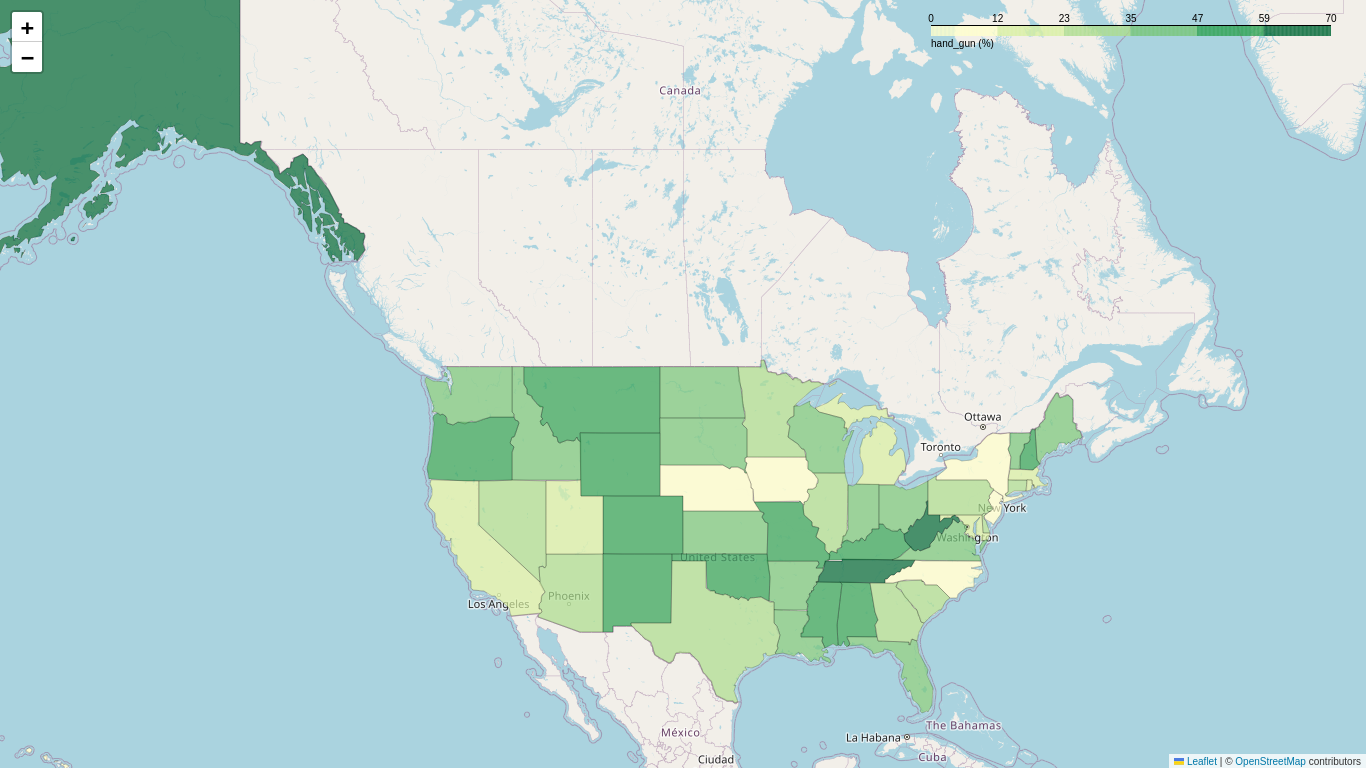 +
−
0 12 23 35 47 59 70
hand_gun (%)
Canada
Ottawa
Toronto
New York
Washington
United States
Phoenix
Los Angeles
The Bahamas
México
La Habana
Cuba
Ciudad
Leaflet | © OpenStreetMap contributors